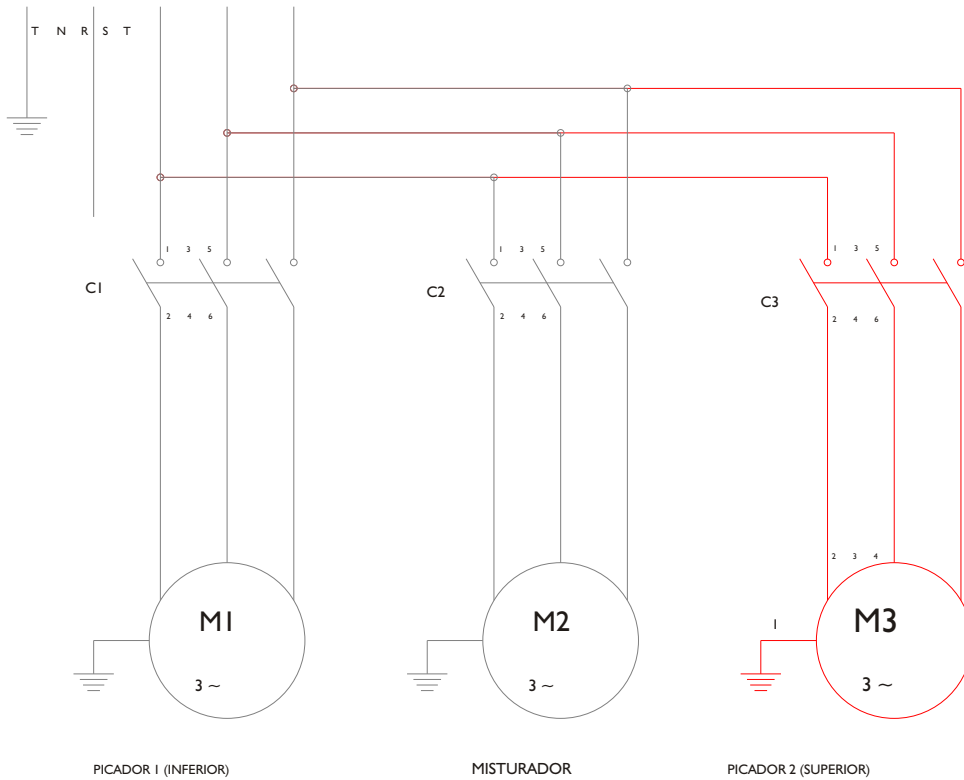 T N R S T
1 3 5
1 3 5
1 3 5
C1
C2
C3
2 4 6
2 4 6
2 4 6
2 3 4
M1
M2
M3
1
3 ~
3 ~
3 ~
PICADOR 1 (INFERIOR)
MISTURADOR
PICADOR 2 (SUPERIOR)